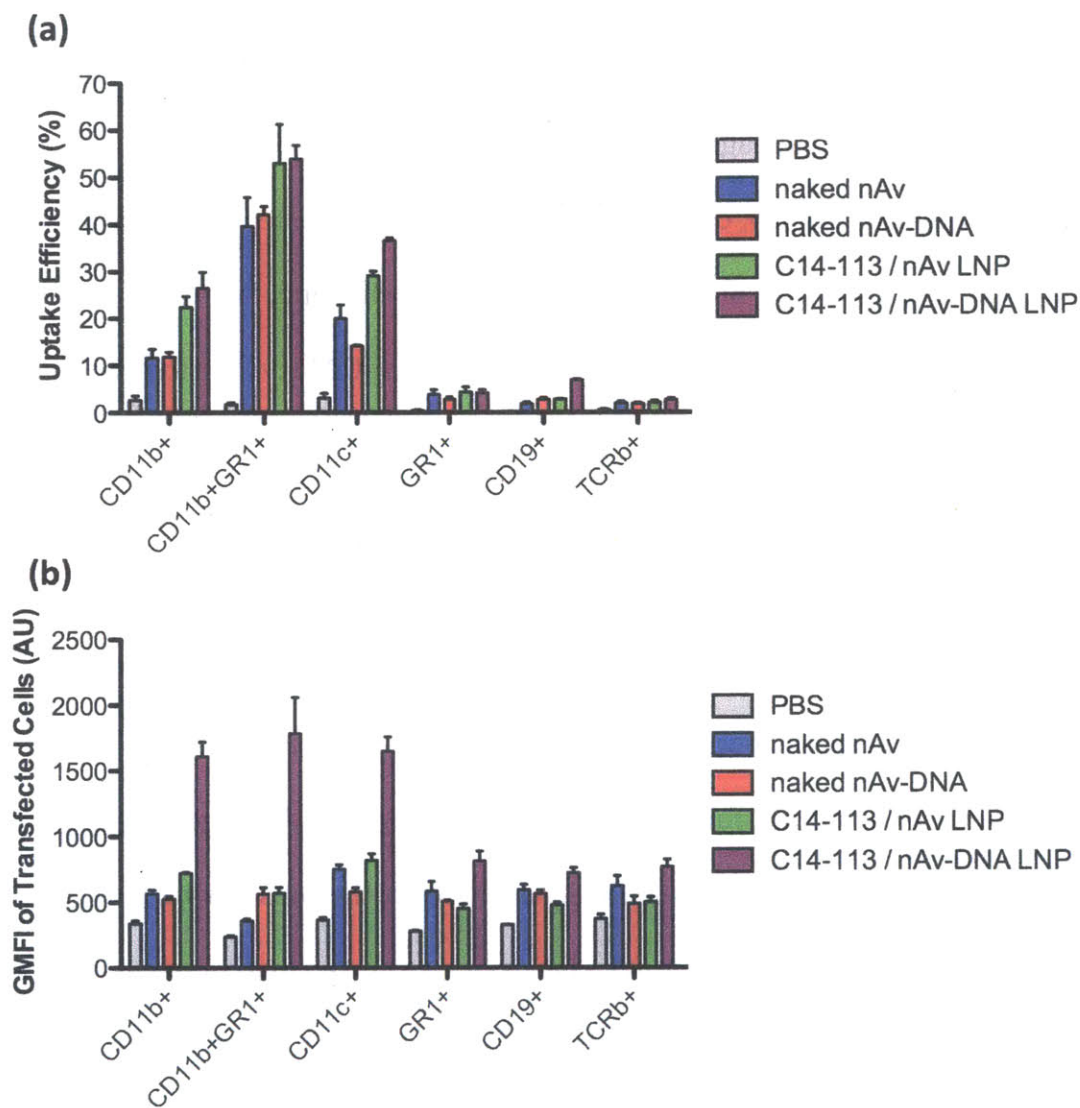 (a)
70
60
50
40
30
20
10
0
Uptake Efficiency (%)
CD11b+
CD11b+GR1+
CD11c+
GR1+
CD19+
TCRb+
PBS
naked nAv
naked nAv-DNA
C14-113 / nAv LNP
C14-113 / nAv-DNA LNP
(b)
2500
2000
1500
1000
500
0
GMFI of Transfected Cells (AU)
CD11b+
CD11b+GR1+
CD11c+
GR1+
CD19+
TCRb+
PBS
naked nAv
naked nAv-DNA
C14-113 / nAv LNP
C14-113 / nAv-DNA LNP